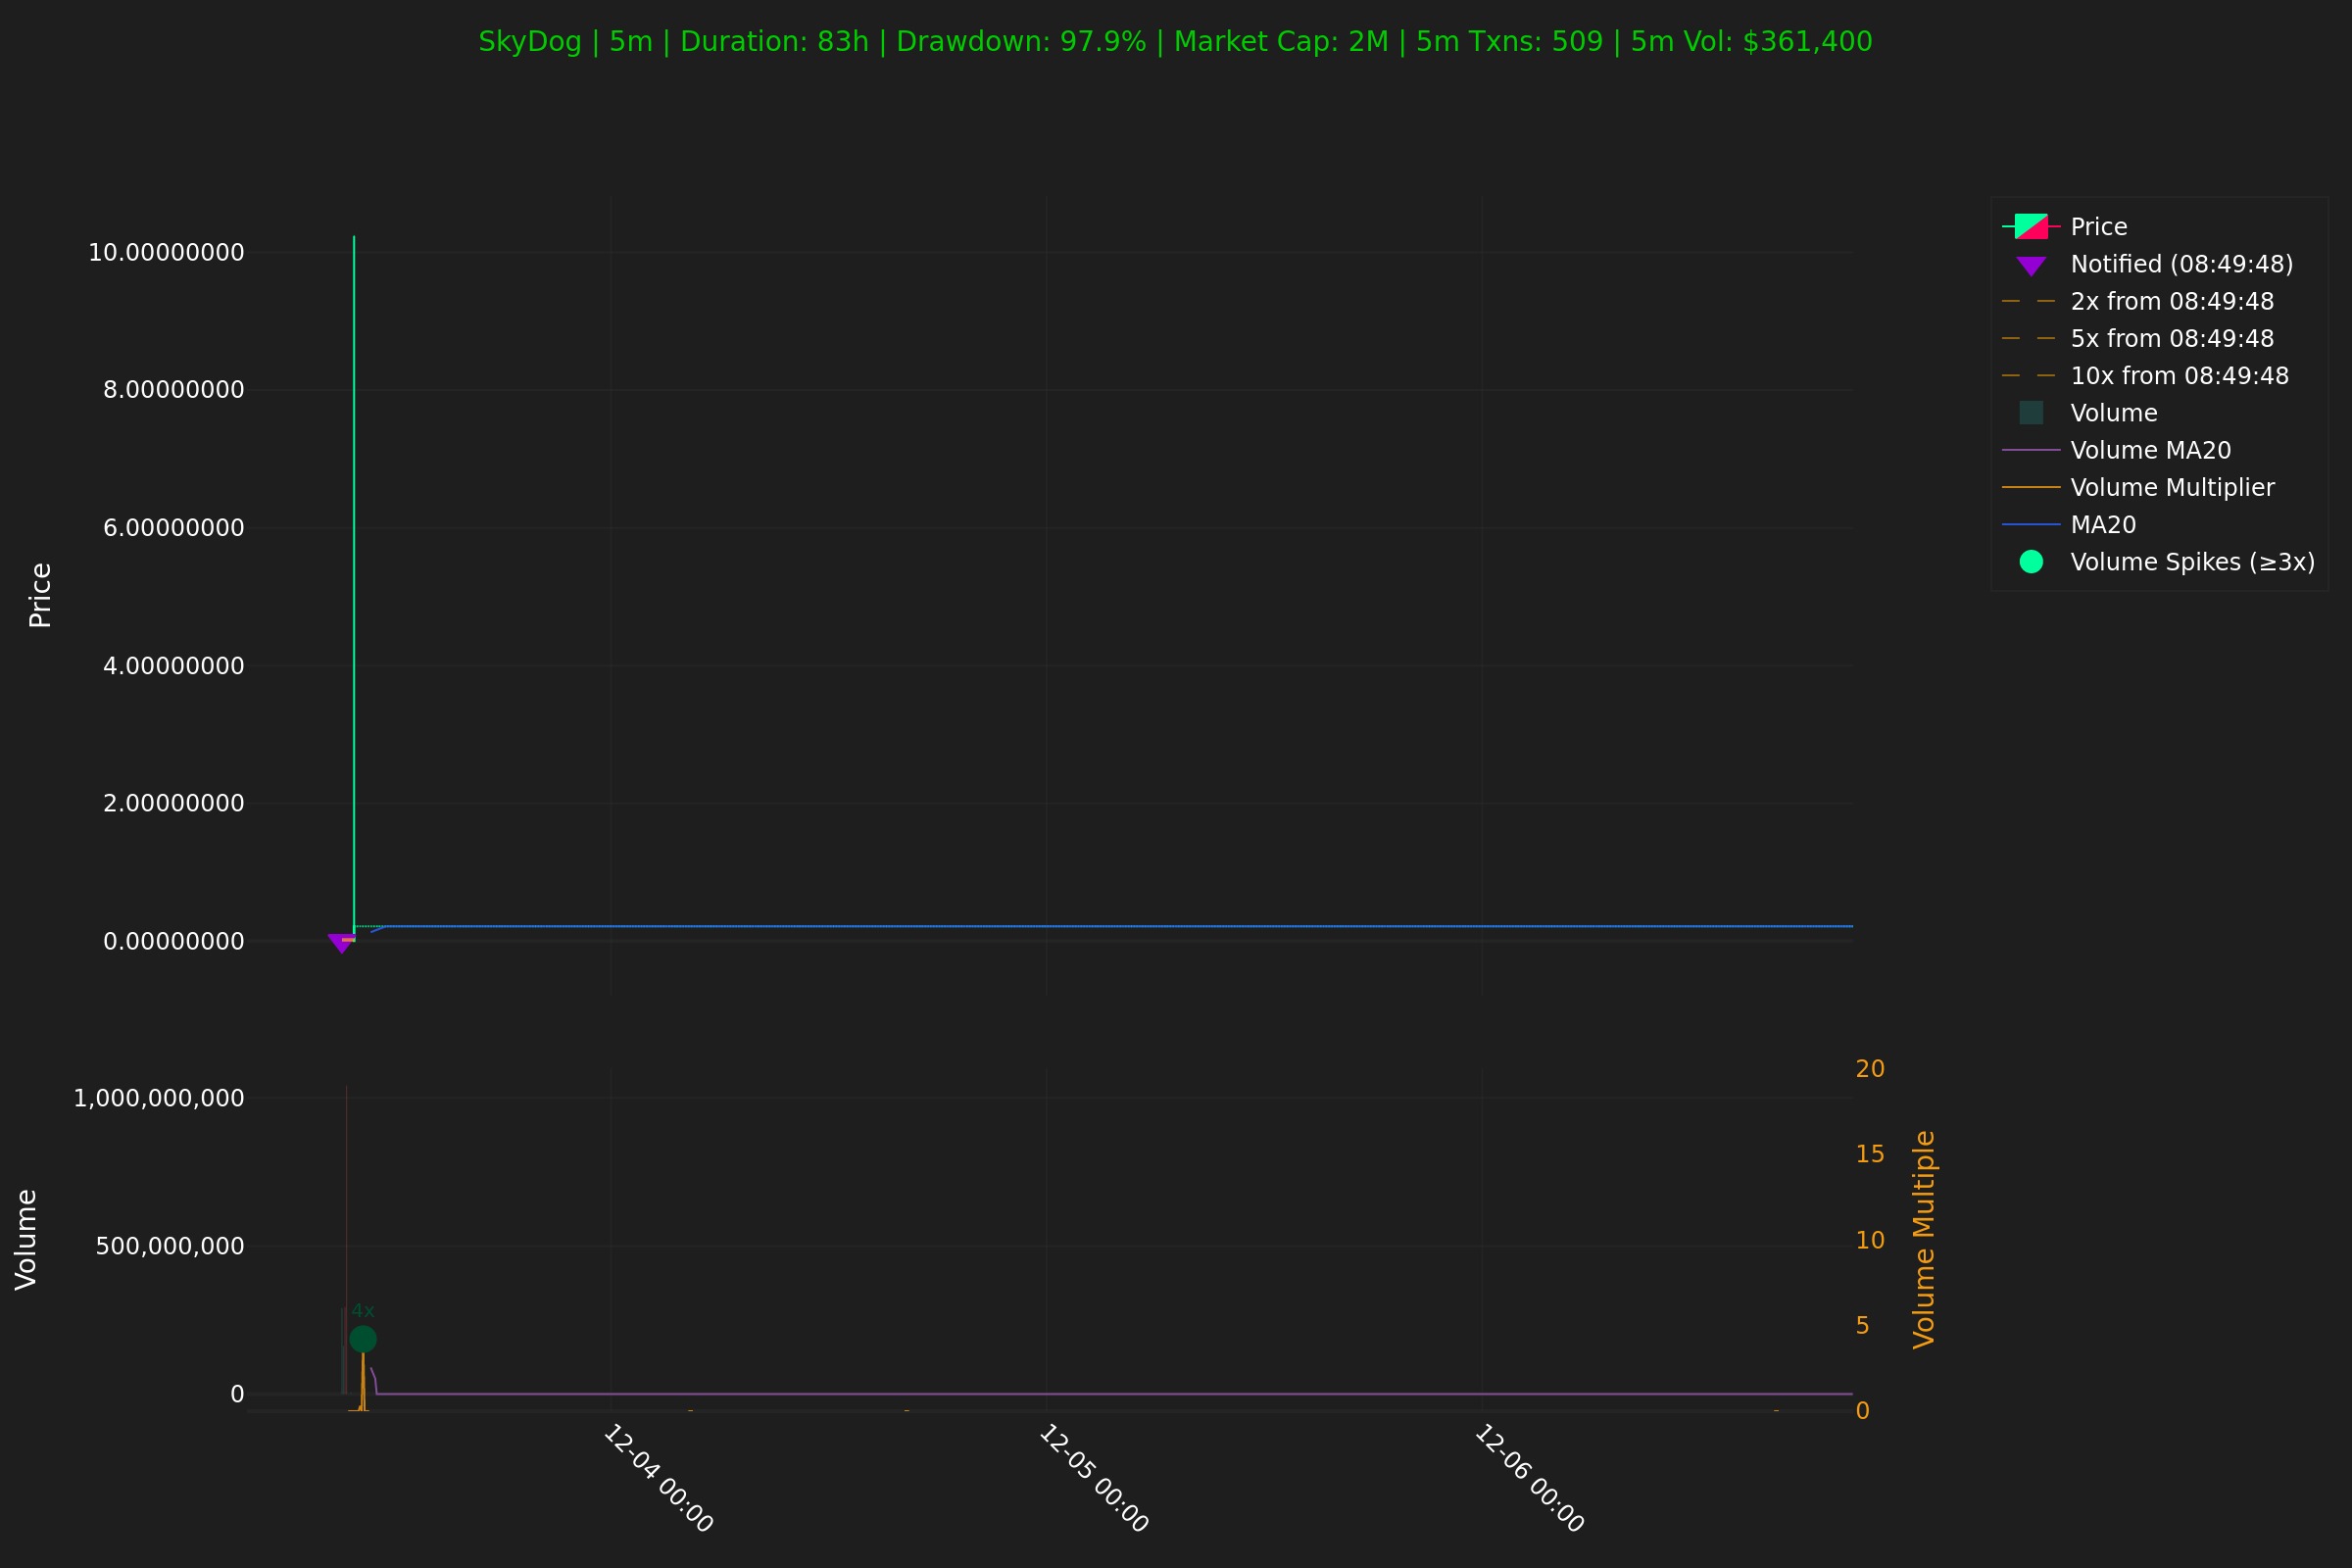 SkyDog | 5m | Duration: 83h | Drawdown: 97.9% | Market Cap: 2M | 5m Txns: 509 | 5m Vol: $361,400
Price
10.00000000
8.00000000
6.00000000
4.00000000
2.00000000
0.00000000
Price
Notified (08:49:48)
2x from 08:49:48
5x from 08:49:48
10x from 08:49:48
Volume
Volume MA20
Volume Multiplier
MA20
Volume Spikes (≥3x)
Volume
1,000,000,000
500,000,000
0
4x
20
15
10
5
0
Volume Multiple
12-04 00:00
12-05 00:00
12-06 00:00